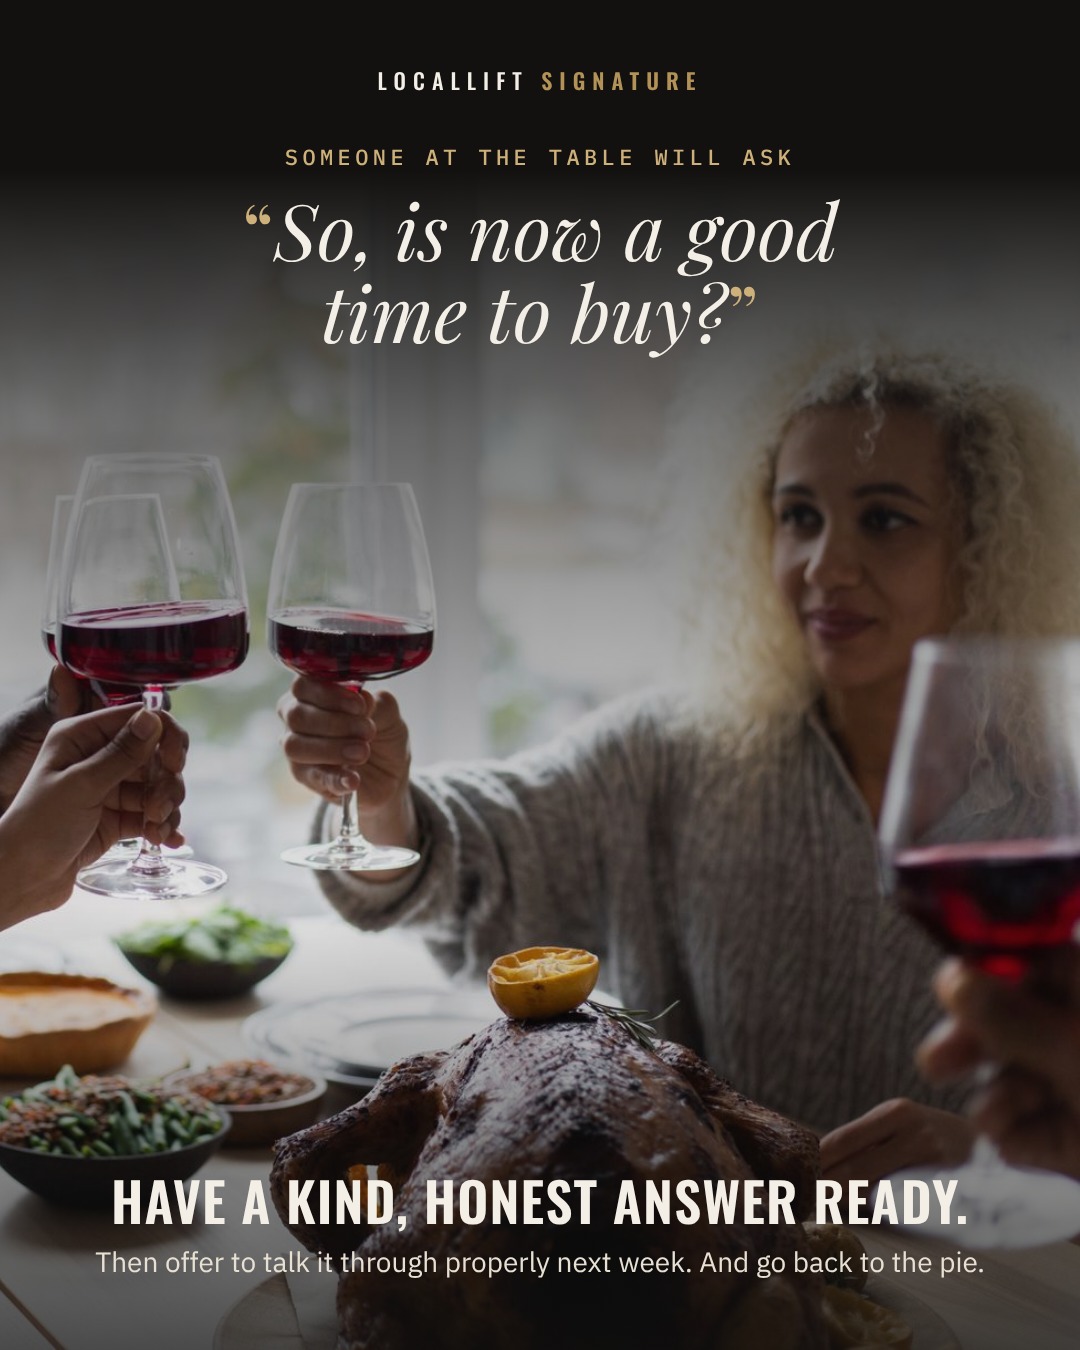 LOCALLIFT SIGNATURE
SOMEONE AT THE TABLE WILL ASK
“So, is now a good
time to buy?”
HAVE A KIND, HONEST ANSWER READY.
Then offer to talk it through properly next week. And go back to the pie.